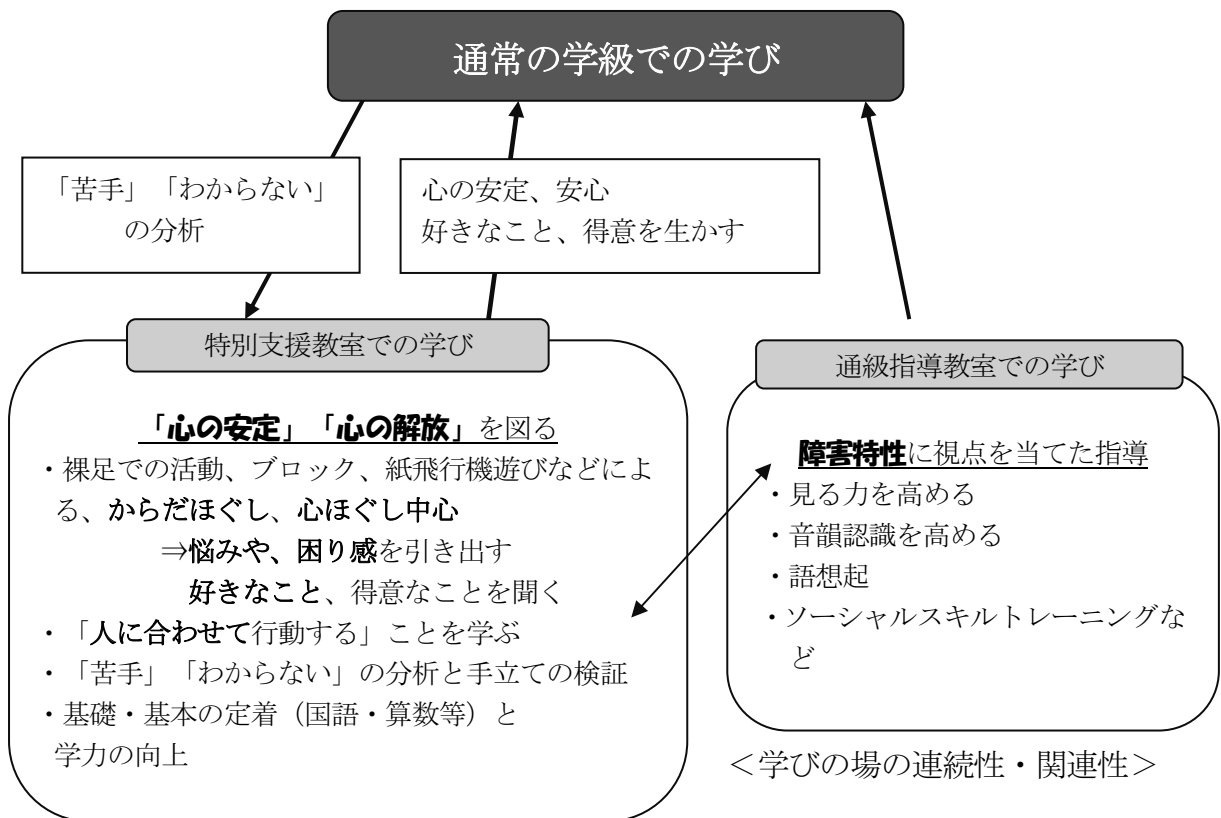 通常の学級での学び
「苦手」「わからない」
の分析
心の安定、安心
好きなこと、得意を生かす
特別支援教室での学び
「心の安定」「心の解放」を図る
・裸足での活動、ブロック、紙飛行機遊びなどによ
る、からだほぐし、心ほぐし中心
⇒悩みや、困り感を引き出す
好きなこと、得意なことを聞く
・「人に合わせて行動する」ことを学ぶ
・「苦手」「わからない」の分析と手立ての検証
・基礎・基本の定着（国語・算数等）と
学力の向上
通級指導教室での学び
障害特性に視点を当てた指導
・見る力を高める
・音韻認識を高める
・語想起
・ソーシャルスキルトレーニングな
ど
＜学びの場の連続性・関連性＞